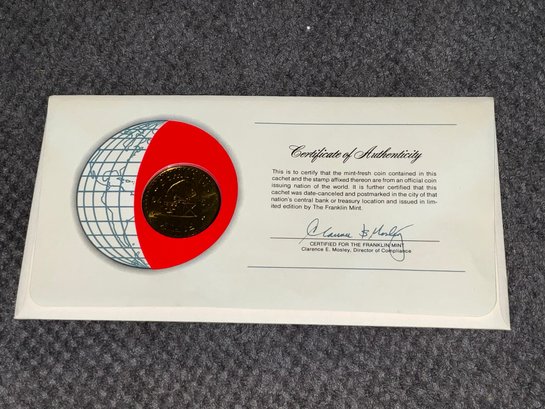 Certificate of Authenticity
This is to certify that the mint-fresh coin contained in this
cachet and the stamp affixed thereon are from an official coin
issuing nation of the world. It is further certified that this
cachet was date-canceled and postmarked in the city of that
nation's central bank or treasury location and issued in lim-
ited edition by The Franklin Mint.
Clarence E Mosley
CERTIFIED FOR THE FRANKLIN MINT
Clarence E. Mosley, Director of Compliance